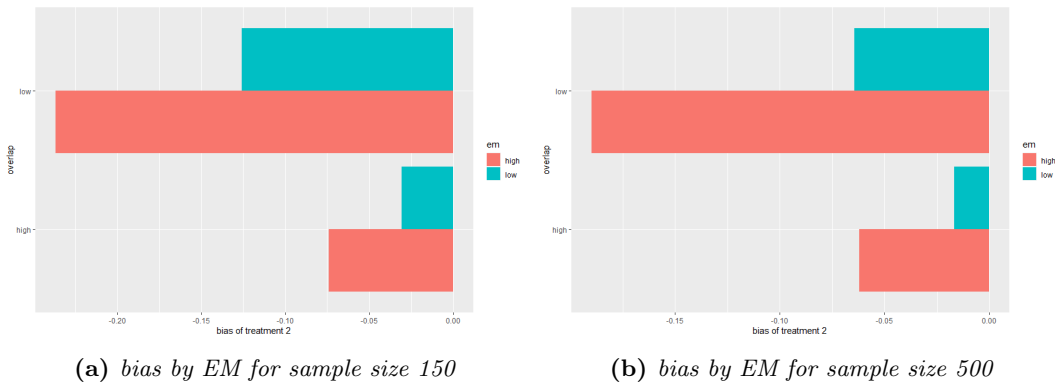 low
high
overlap
-0.20
-0.15
-0.10
-0.05
0.00
bias of treatment 2
em
high
low
(a) bias by EM for sample size 150
low
high
overlap
-0.15
-0.10
-0.05
0.00
bias of treatment 2
em
high
low
(b) bias by EM for sample size 500